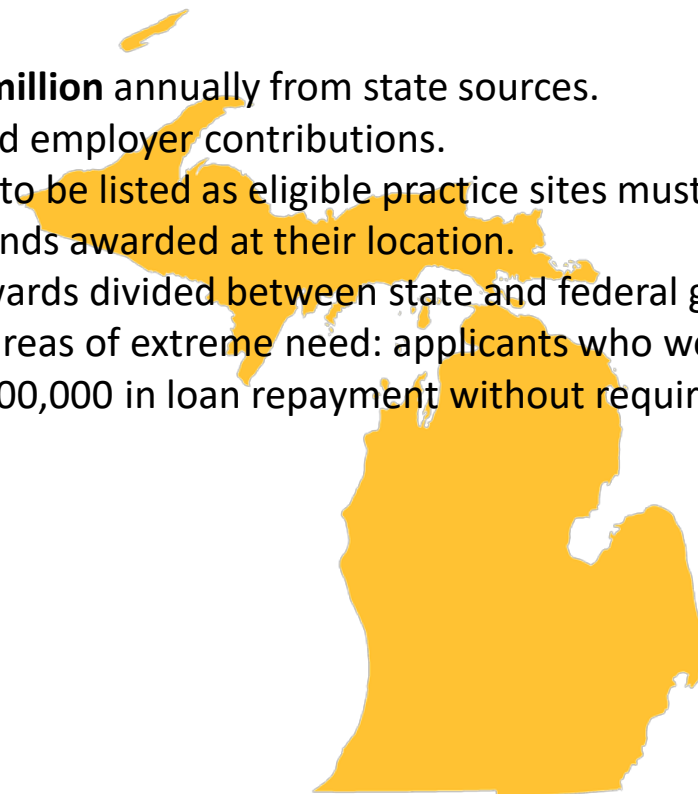 million annually from state sources.
d employer contributions.
to be listed as eligible practice sites must
nds awarded at their location.
wards divided between state and federal g
reas of extreme need: applicants who we
00,000 in loan repayment without requir